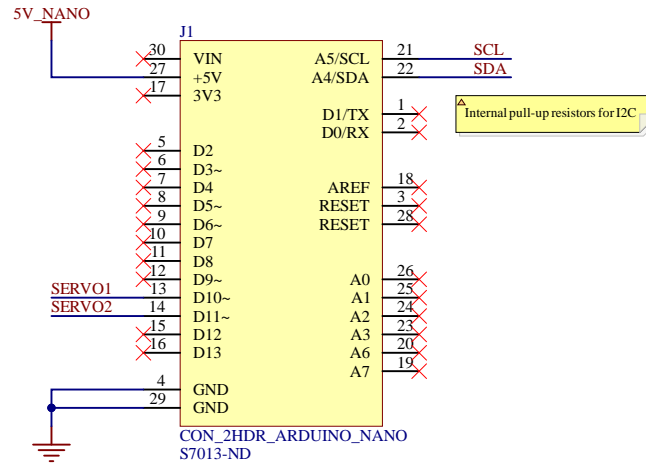 5V_NANO
J1
30 VIN A5/SCL 21 SCL
27 +5V A4/SDA 22 SDA
17 3V3
D1/TX 1
Internal pull-up resistors for I2C
D0/RX 2
5 D2
6 D3~
7 D4 AREF 18
8 D5~ RESET 3
9 D6~ RESET 28
10 D7
11 D8
12 D9~ A0 26
SERVO1 13 D10~ A1 25
SERVO2 14 D11~ A2 24
15 D12 A3 23
16 D13 A6 20
A7 19
4 GND
29 GND
CON_2HDR_ARDUINO_NANO
S7013-ND